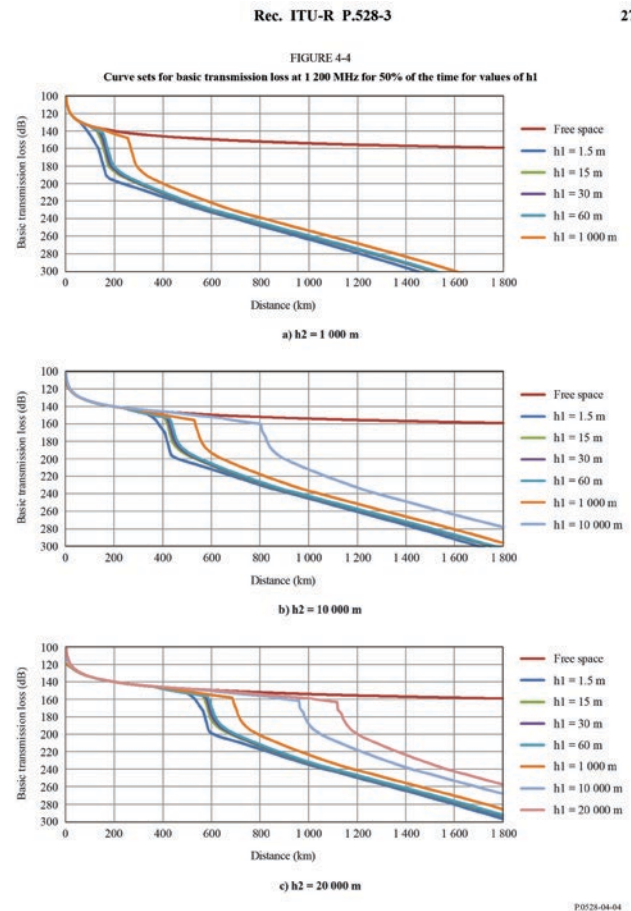 Rec. ITU-R P.528-3
27
FIGURE 4-4
Curve sets for basic transmission loss at 1 200 MHz for 50% of the time for values of h1
Basic transmission loss (dB)
100
120
140
160
180
200
220
240
260
280
300
0
200
400
600
800
1 000
1 200
1 400
1 600
1 800
Distance (km)
Free space
h1 = 1.5 m
h1 = 15 m
h1 = 30 m
h1 = 60 m
h1 = 1 000 m
a) h2 = 1 000 m
Basic transmission loss (dB)
100
120
140
160
180
200
220
240
260
280
300
0
200
400
600
800
1 000
1 200
1 400
1 600
1 800
Distance (km)
Free space
h1 = 1.5 m
h1 = 15 m
h1 = 30 m
h1 = 60 m
h1 = 1 000 m
h1 = 10 000 m
b) h2 = 10 000 m
Basic transmission loss (dB)
100
120
140
160
180
200
220
240
260
280
300
0
200
400
600
800
1 000
1 200
1 400
1 600
1 800
Distance (km)
Free space
h1 = 1.5 m
h1 = 15 m
h1 = 30 m
h1 = 60 m
h1 = 1 000 m
h1 = 10 000 m
h1 = 20 000 m
c) h2 = 20 000 m
P.0528-04-04